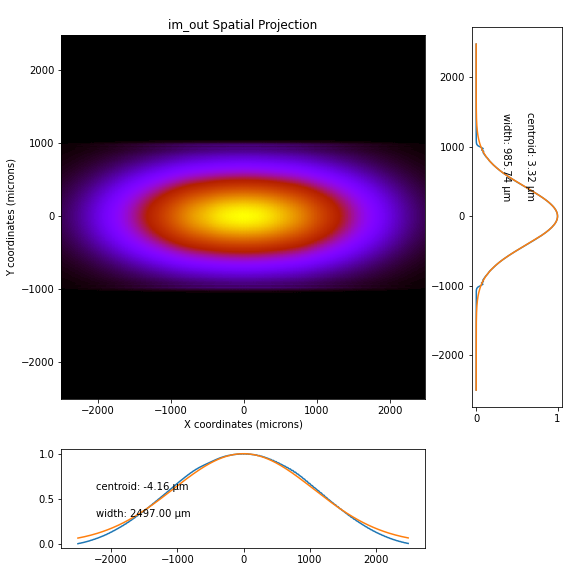 im_out Spatial Projection
2000
1000
0
−1000
−2000
Y coordinates (microns)
−2000 −1000 0 1000 2000
X coordinates (microns)
2000
1000
0
−1000
−2000
0 1
centroid: 3.32 µm
width: 985.74 µm
1.0
0.5
0.0
centroid: -4.16 µm
width: 2497.00 µm
−2000 −1000 0 1000 2000